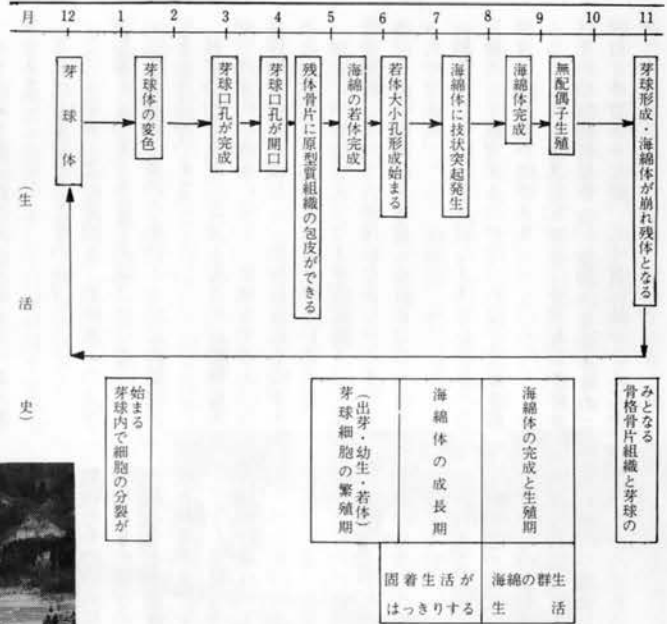 月 12 1 2 3 4 5 6 7 8 9 10 11
芽球体
芽球体の変色
芽球口孔が完成
芽球口孔が開口
残体骨片に原型質組織の包皮ができる
海綿の若体完成
若体大小孔形成始まる
海綿体に技状突起発生
海綿体完成
無配偶子生殖
芽球形成・海綿体が崩れ残体となる
(生活史)
芽球内で細胞の分裂が
始まる
芽球細胞の繁殖期
(出芽・幼生・若体)
海綿体の成長期
海綿体の完成と生殖期
骨格骨片組織と芽球の
みとなる
固着生活が
はっきりする
海綿の群生
生活